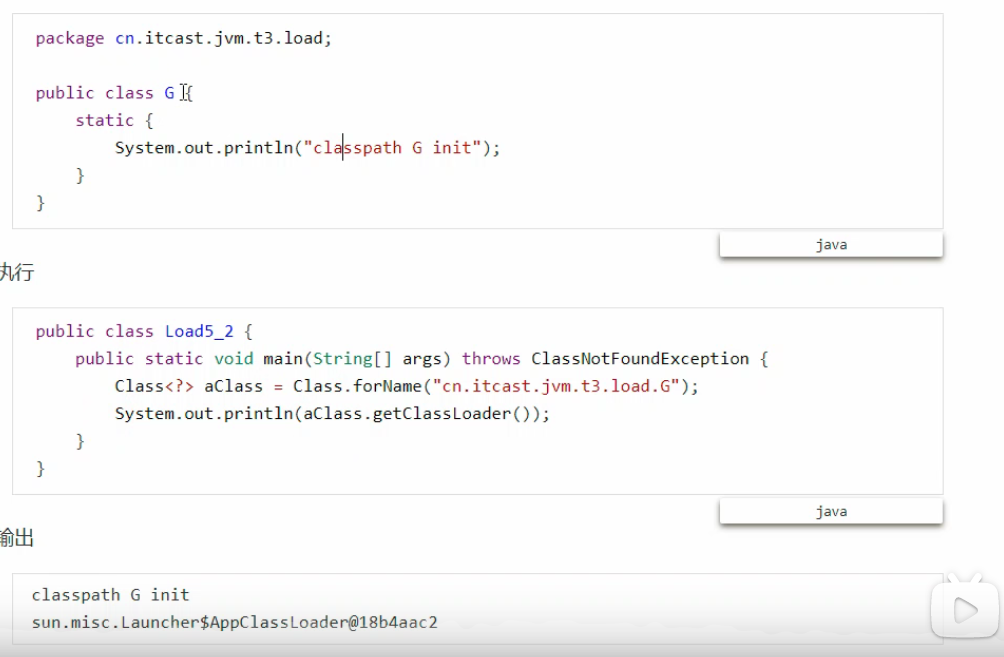 package cn.itcast.jvm.t3.load;
public class G {
    static {
        System.out.println("classpath G init");
    }
}
java
执行
public class Load5_2 {
    public static void main(String[] args) throws ClassNotFoundException {
        Class<?> aClass = Class.forName("cn.itcast.jvm.t3.load.G");
        System.out.println(aClass.getClassLoader());
    }
}
java
输出
classpath G init
sun.misc.Launcher$AppClassLoader@18b4aac2